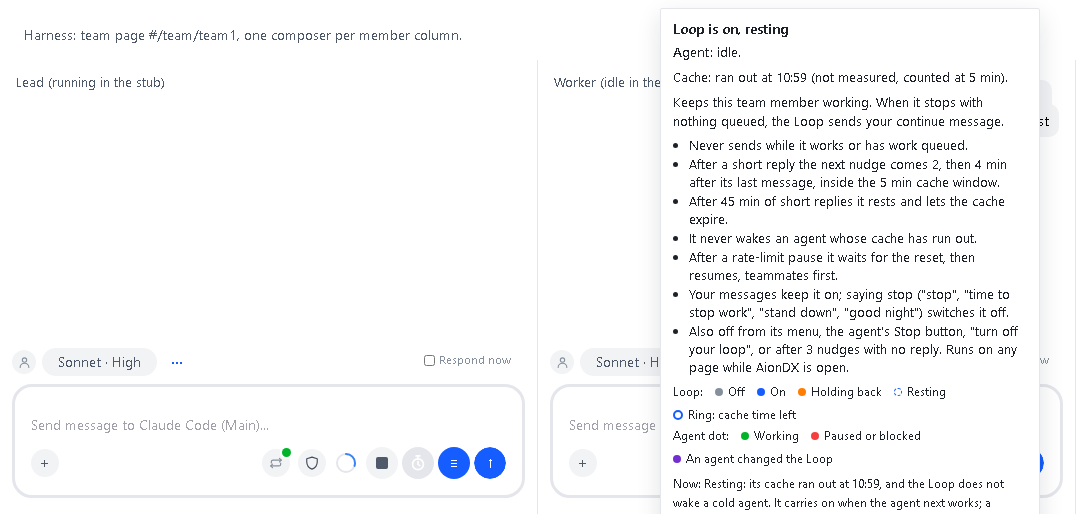 Harness: team page #/team/team1, one composer per member column.
Lead (running in the stub)
Respond now
Sonnet · High
Send message to Claude Code (Main)...
Worker (idle in the
Sonnet · H
Send message
st
w
Loop is on, resting
Agent: idle.
Cache: ran out at 10:59 (not measured, counted at 5 min).
Keeps this team member working. When it stops with
nothing queued, the Loop sends your continue message.
• Never sends while it works or has work queued.
• After a short reply the next nudge comes 2, then 4 min
after its last message, inside the 5 min cache window.
• After 45 min of short replies it rests and lets the cache
expire.
• It never wakes an agent whose cache has run out.
• After a rate-limit pause it waits for the reset, then
resumes, teammates first.
• Your messages keep it on; saying stop ("stop", "time to
stop work", "stand down", "good night") switches it off.
• Also off from its menu, the agent's Stop button, "turn off
your loop", or after 3 nudges with no reply. Runs on any
page while AionDX is open.
Loop: Off On Holding back Resting
Ring: cache time left
Agent dot: Working Paused or blocked
An agent changed the Loop
Now: Resting: its cache ran out at 10:59, and the Loop does not
wake a cold agent. It carries on when the agent next works; a